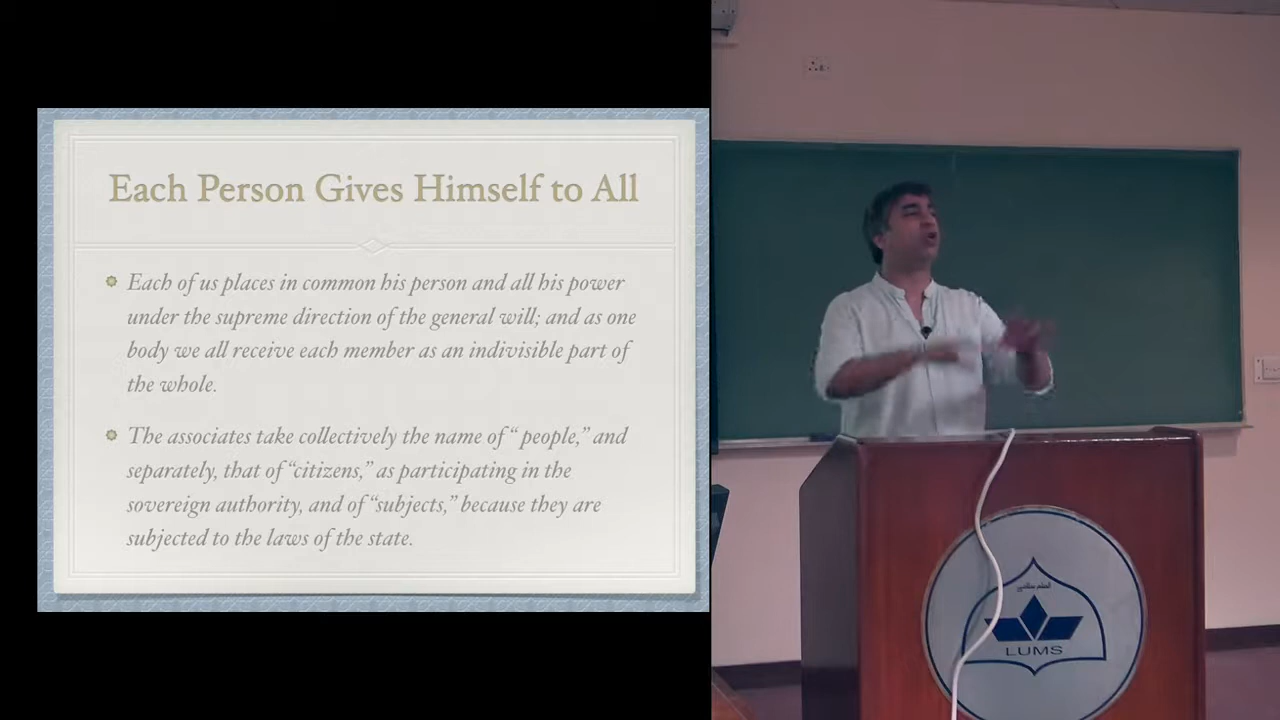 Each Person Gives Himself to All
Each of us places in common his person and all his power
under the supreme direction of the general will; and as one
body we all receive each member as an indivisible part of
the whole.
The associates take collectively the name of “ people,” and
separately, that of “citizens,” as participating in the
sovereign authority, and of “subjects,” because they are
subjected to the laws of the state.
LUMS